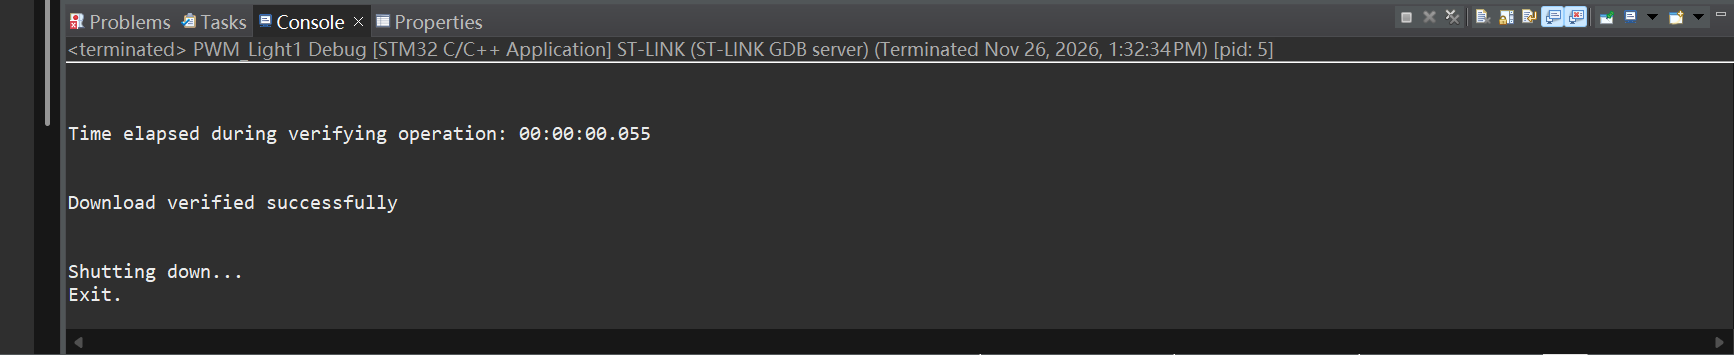 Problems Tasks Console Properties
<terminated> PWM_Light1 Debug [STM32 C/C++ Application] ST-LINK (ST-LINK GDB server) (Terminated Nov 26, 2026, 1:32:34 PM) [pid: 5]
Time elapsed during verifying operation: 00:00:00.055
Download verified successfully
Shutting down...
Exit.